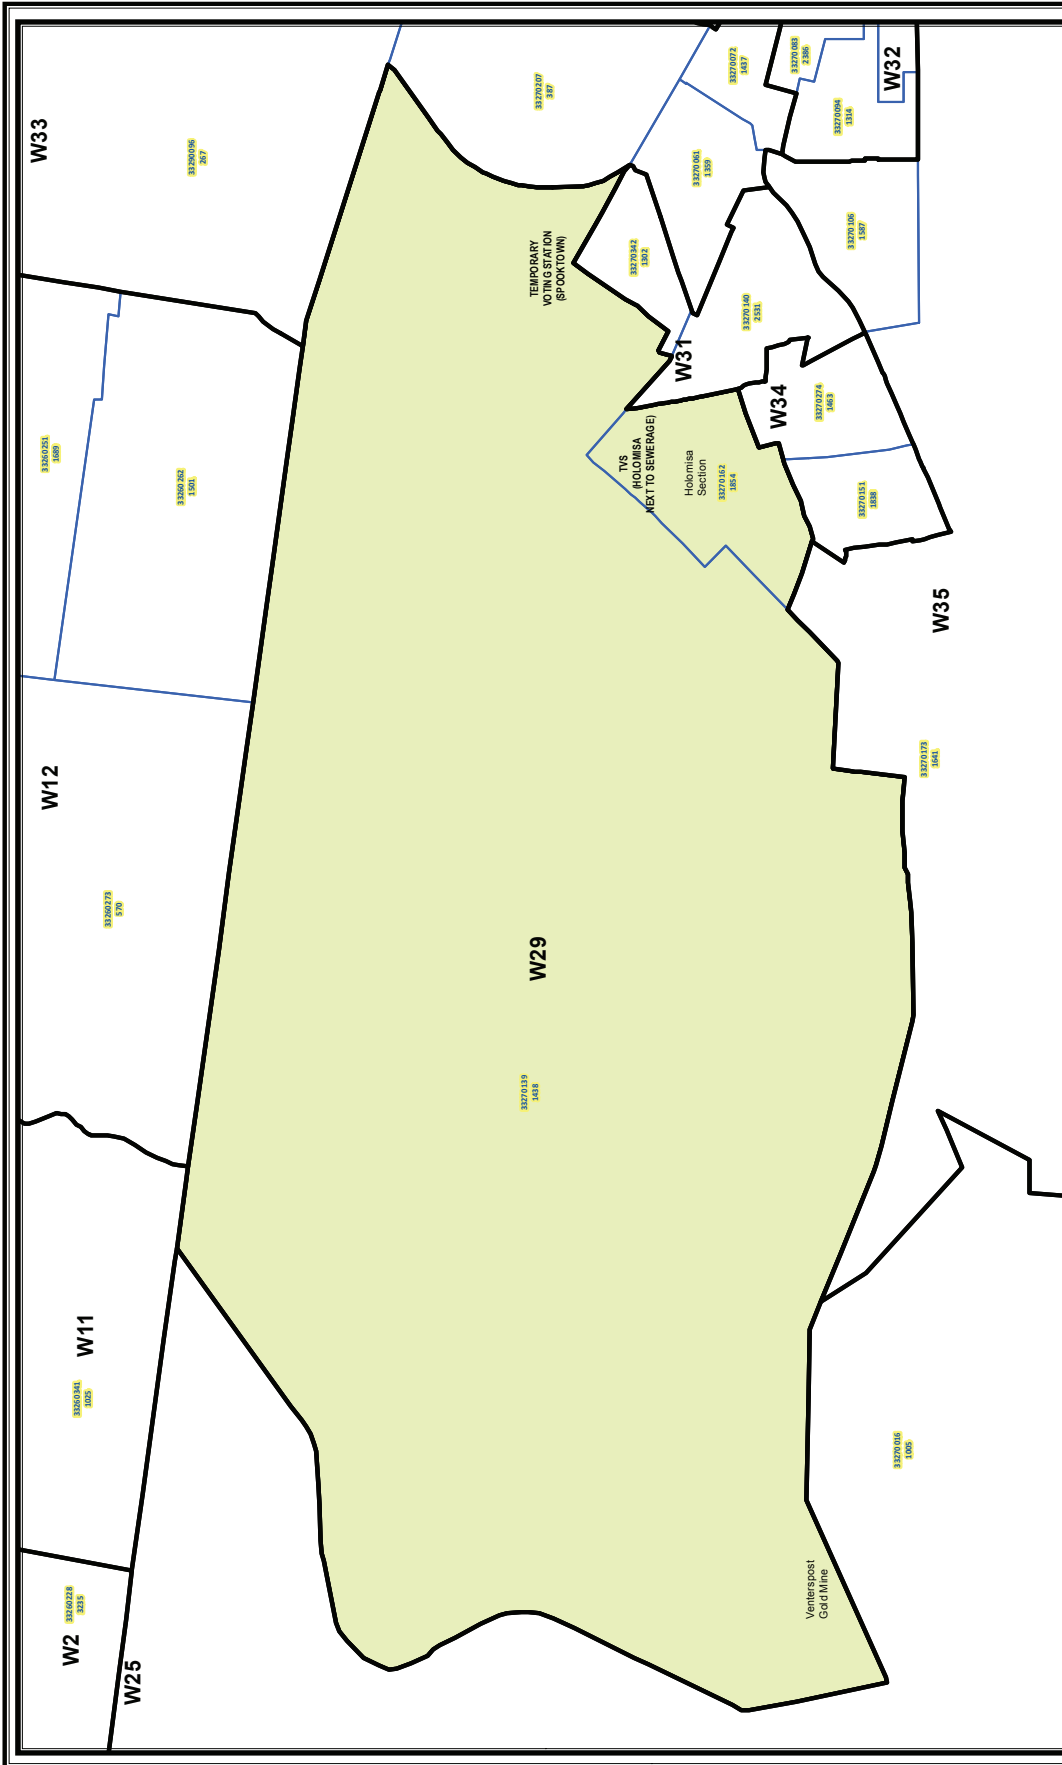 W2
33260228
3235
33260341
1025
W11
W12
33260251
1689
W33
33260273
570
W25
33260262
1501
33290096
267
33270139
1438
W29
TEMPORARY
VOTING STATION
(SPOOKTOWN)
33270207
387
TVS
(HOLOMISA
NEXT TO SEWERAGE)
33270342
1302
Holomisa
Section
33270162
1854
W31
33270061
1359
33270140
2531
33270072
1437
W34
33270083
2386
Venterspost
Gold Mine
33270274
1463
33270094
1314
33270151
1838
33270106
1587
W32
33270016
1005
33270173
1641
W35